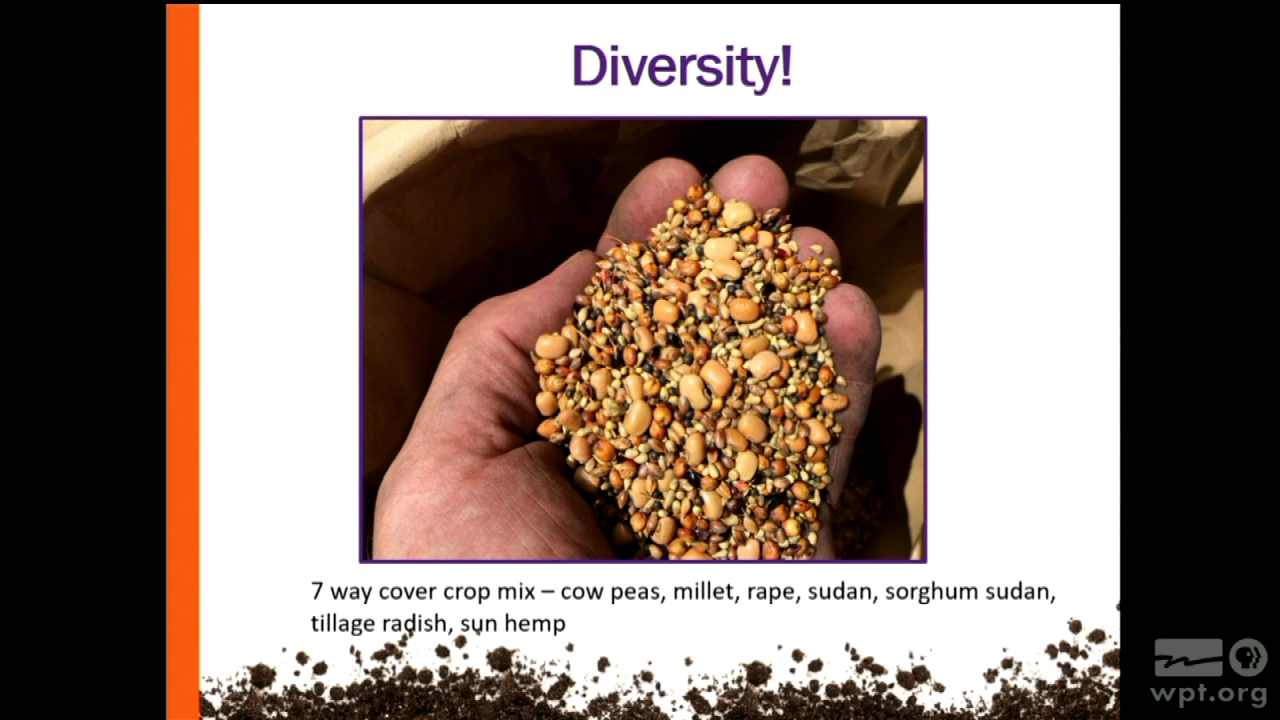 Diversity!
7 way cover crop mix – cow peas, millet, rape, sudan, sorghum sudan,
tillage radish, sun hemp
wpt.org